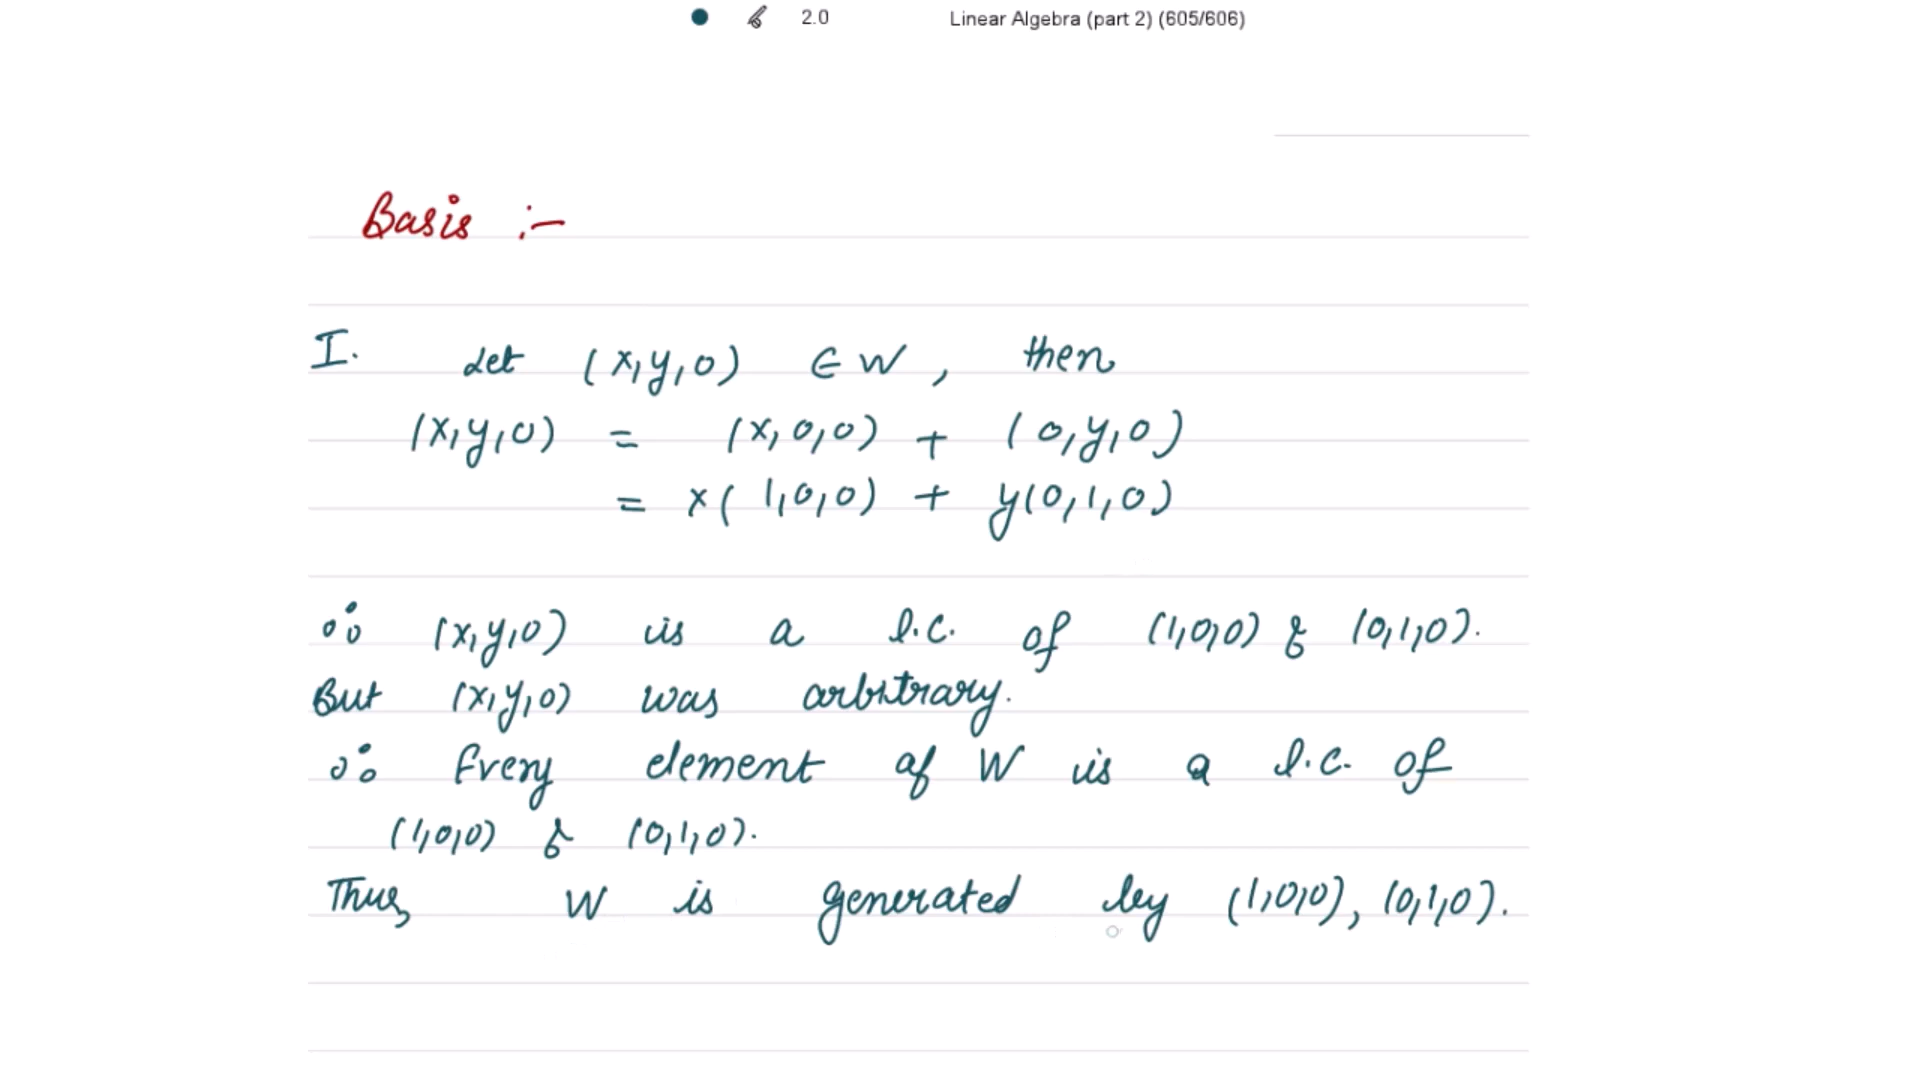 2.0 Linear Algebra (part 2) (605/606)
Basis :-
I. Let (x,y,0) ∈ W, then
(x,y,0) = (x,0,0) + (0,y,0)
= x(1,0,0) + y(0,1,0)
∴ (x,y,0) is a l.c. of (1,0,0) & (0,1,0).
But (x,y,0) was arbitrary.
∴ Every element of W is a l.c. of
(1,0,0) & (0,1,0).
Thus, W is generated by (1,0,0), (0,1,0).